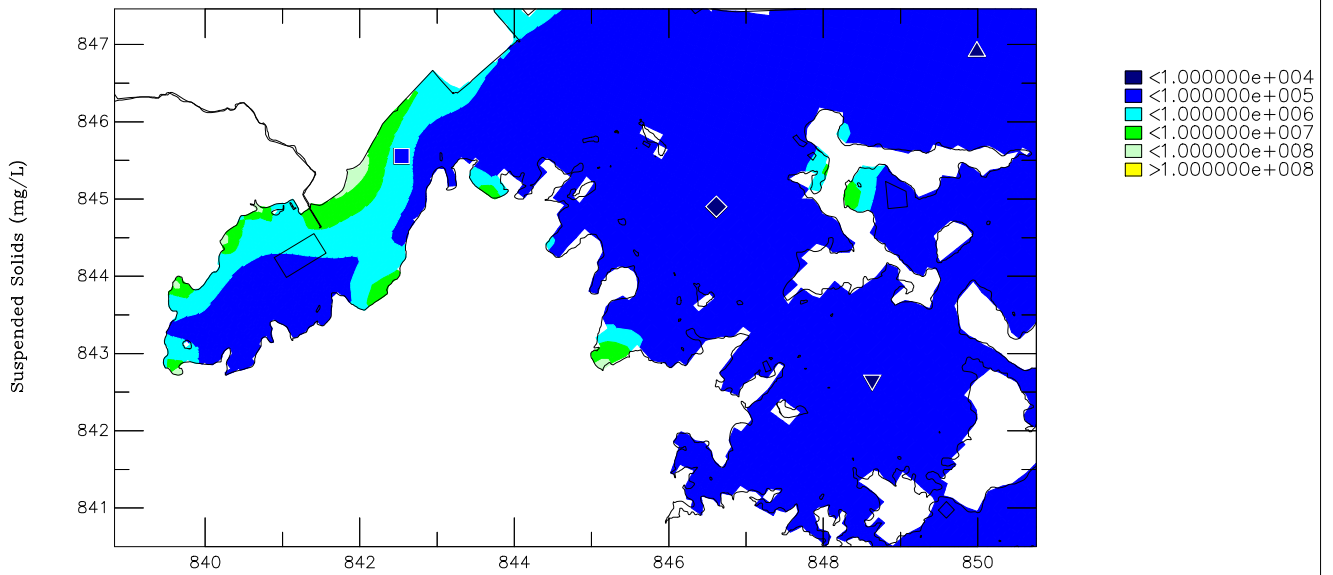 Suspended Solids (mg/L)
847
846
845
844
843
842
841
840 842 844 846 848 850
<1.000000e+004
<1.000000e+005
<1.000000e+006
<1.000000e+007
<1.000000e+008
>1.000000e+008